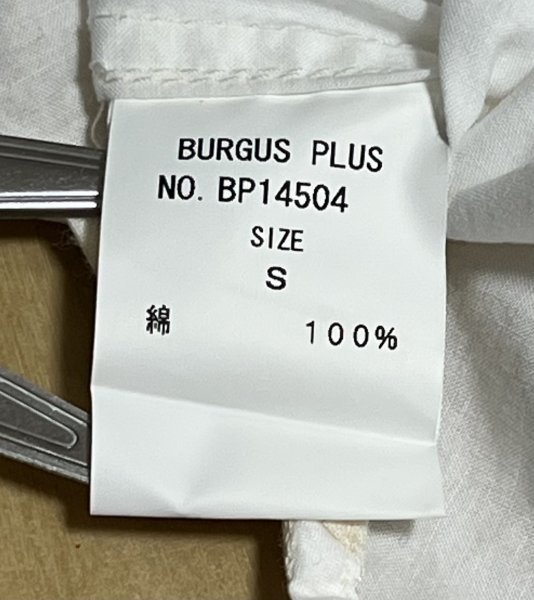 BURGUS PLUS
NO. BP14504
SIZE
S
綿 100%